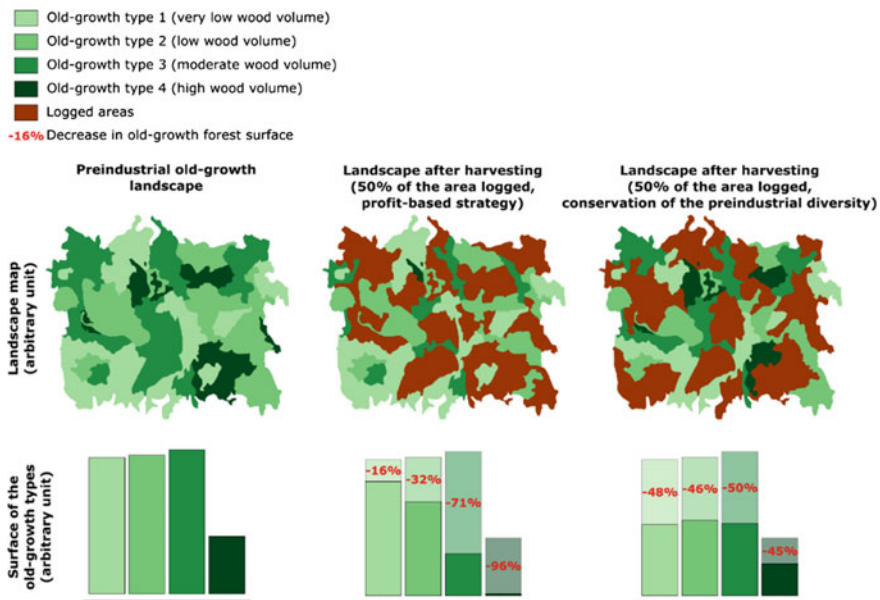 Old-growth type 1 (very low wood volume)
Old-growth type 2 (low wood volume)
Old-growth type 3 (moderate wood volume)
Old-growth type 4 (high wood volume)
Logged areas
-16% Decrease in old-growth forest surface
Preindustrial old-growth
landscape
Landscape after harvesting
(50% of the area logged,
profit-based strategy)
Landscape after harvesting
(50% of the area logged,
conservation of the preindustrial diversity)
Landscape map
(arbitrary unit)
Surface of the
old-growth types
(arbitrary unit)
-16%
-32%
-71%
-96%
-48%
-46%
-50%
-45%